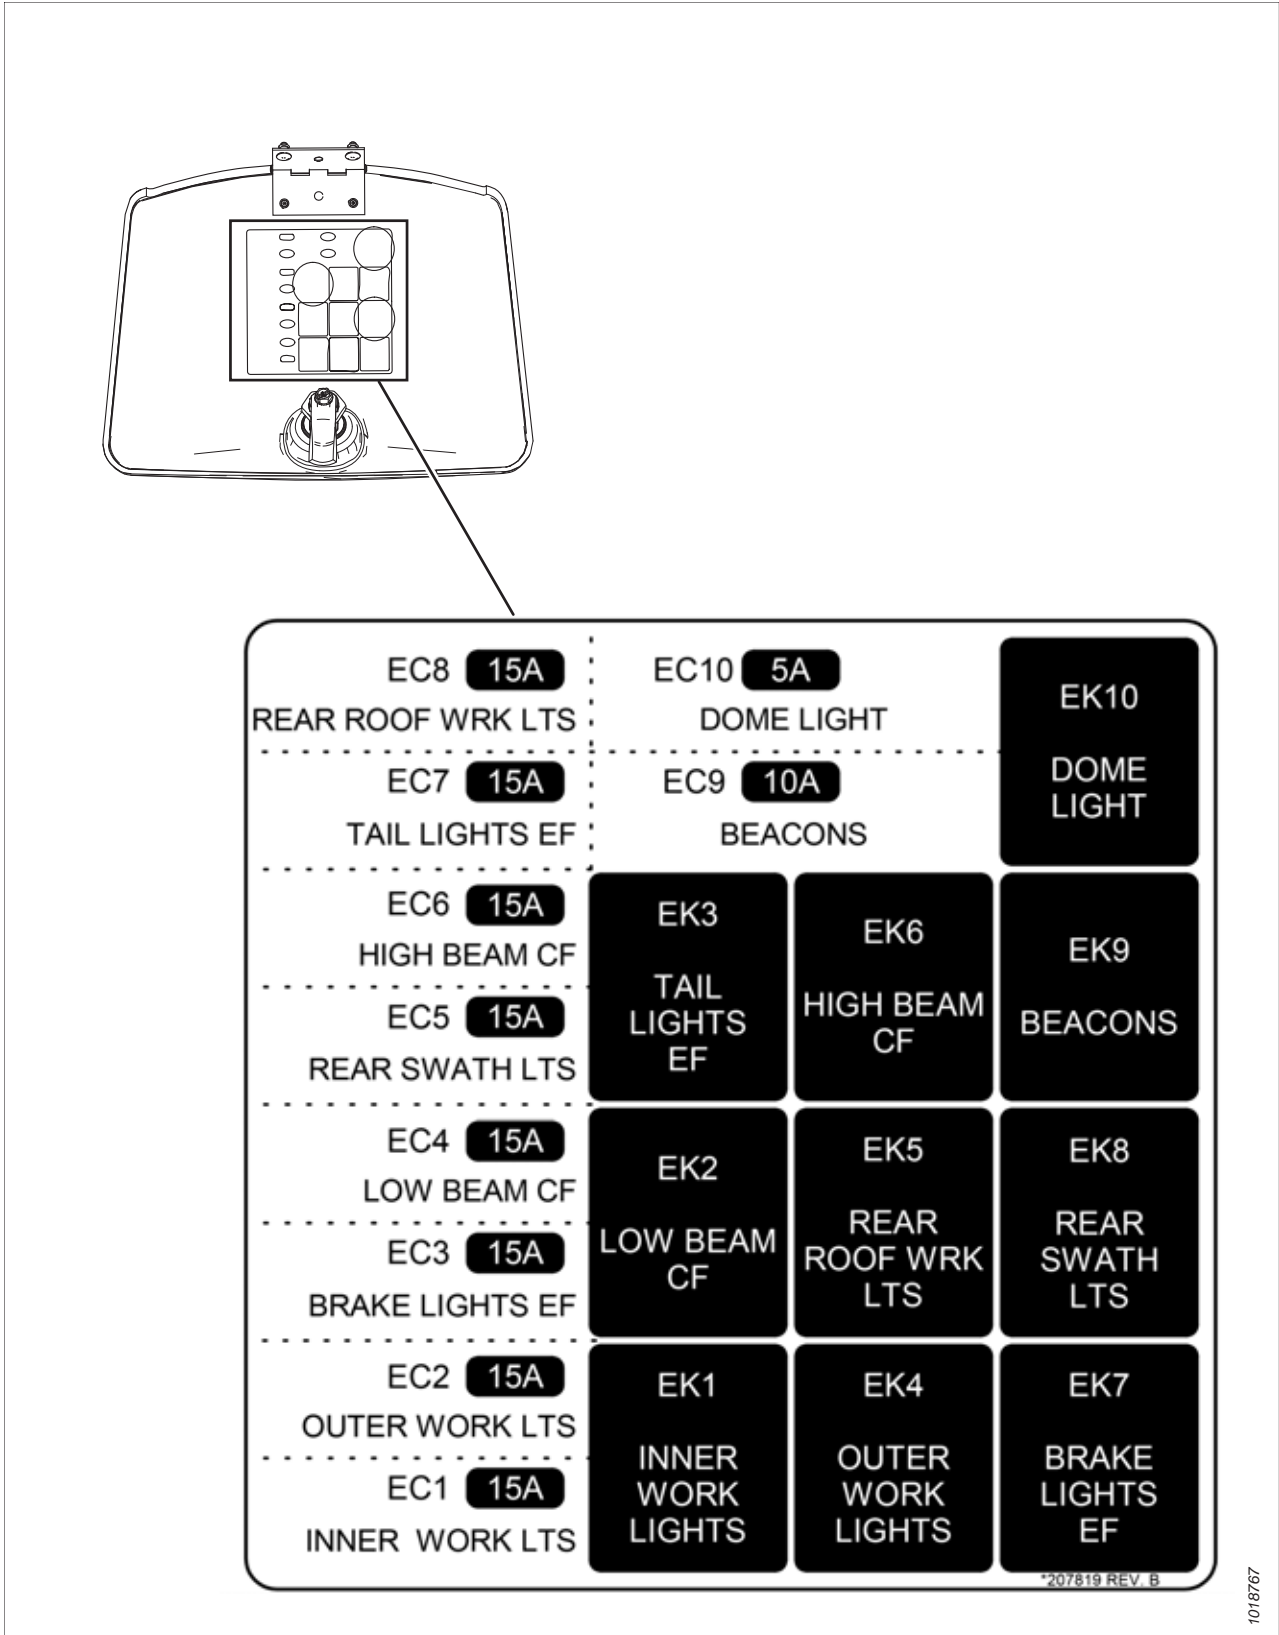 EC8 15A
REAR ROOF WRK LTS
EC10 5A
DOME LIGHT
EK10
DOME
LIGHT
EC7 15A
TAIL LIGHTS EF
EC9 10A
BEACONS
EC6 15A
HIGH BEAM CF
EC5 15A
REAR SWATH LTS
EK3
TAIL
LIGHTS
EF
EK6
HIGH BEAM
CF
EK9
BEACONS
EC4 15A
LOW BEAM CF
EC3 15A
BRAKE LIGHTS EF
EK2
LOW BEAM
CF
EK5
REAR
ROOF WRK
LTS
EK8
REAR
SWATH
LTS
EC2 15A
OUTER WORK LTS
EC1 15A
INNER WORK LTS
EK1
INNER
WORK
LIGHTS
EK4
OUTER
WORK
LIGHTS
EK7
BRAKE
LIGHTS
EF
*207819 REV. B
1018767